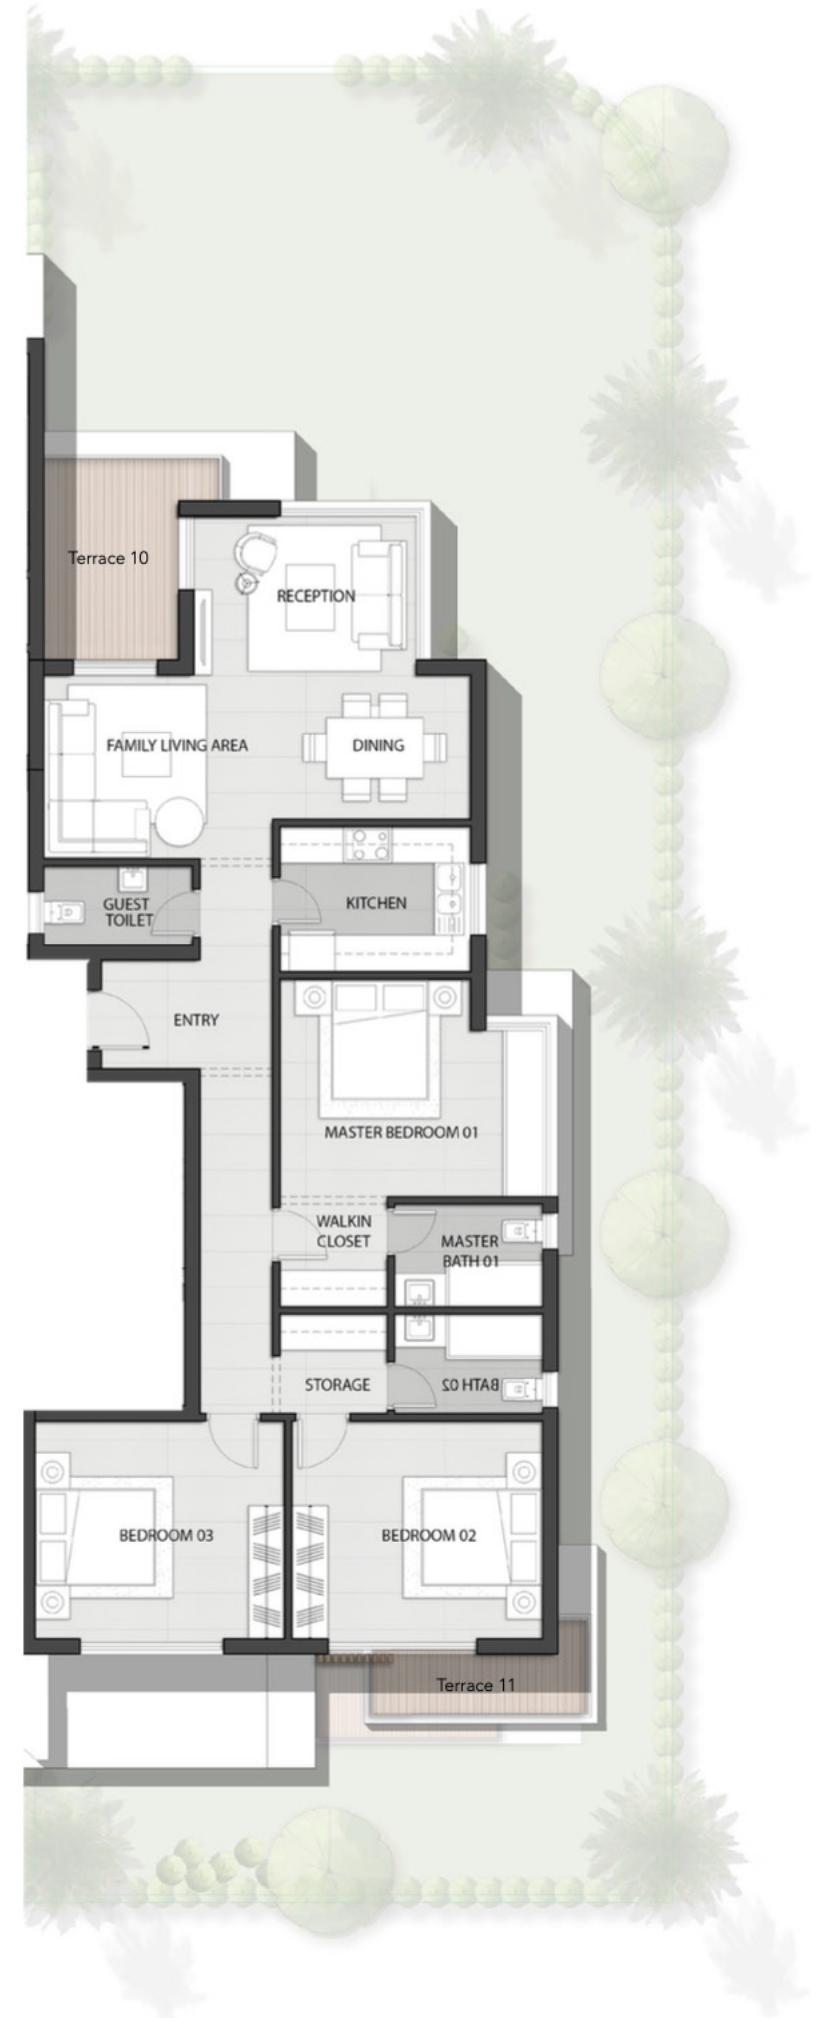 Terrace 10
RECEPTION
FAMILY LIVING AREA
DINING
GUEST
TOILET
KITCHEN
ENTRY
MASTER BEDROOM 01
WALKIN
CLOSET
MASTER
BATH 01
STORAGE
BATH 02
BEDROOM 03
BEDROOM 02
Terrace 11